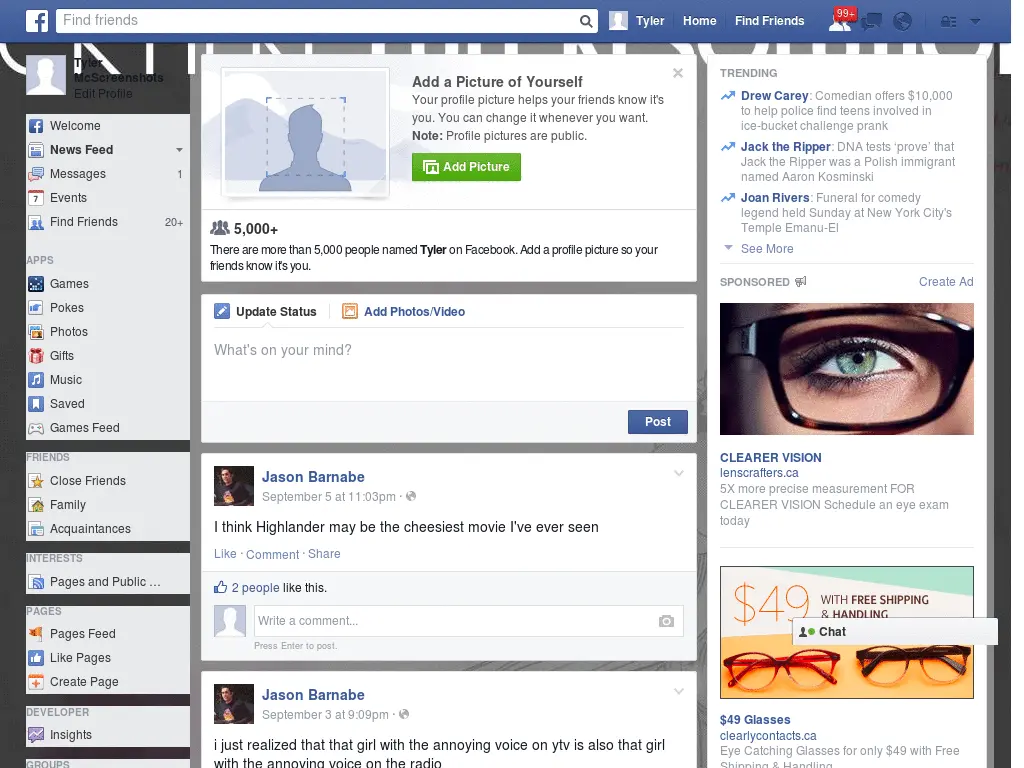 Find friends
Tyler
Home
Find Friends
99+
Tyler
McScreenshots
Edit Profile
Welcome
News Feed
Messages 1
Events
Find Friends 20+
APPS
Games
Pokes
Photos
Gifts
Music
Saved
Games Feed
FRIENDS
Close Friends
Family
Acquaintances
INTERESTS
Pages and Public ...
PAGES
Pages Feed
Like Pages
Create Page
DEVELOPER
Insights
GROUPS
Add a Picture of Yourself
Your profile picture helps your friends know it's
you. You can change it whenever you want.
Note: Profile pictures are public.
Add Picture
5,000+
There are more than 5,000 people named Tyler on Facebook. Add a profile picture so your
friends know it's you.
Update Status
Add Photos/Video
What's on your mind?
Post
Jason Barnabe
September 5 at 11:03pm ·
I think Highlander may be the cheesiest movie I've ever seen
Like · Comment · Share
2 people like this.
Write a comment...
Press Enter to post.
Jason Barnabe
September 3 at 9:09pm ·
i just realized that that girl with the annoying voice on ytv is also that girl
with the annoying voice on the radio
TRENDING
Drew Carey: Comedian offers $10,000
to help police find teens involved in
ice-bucket challenge prank
Jack the Ripper: DNA tests ‘prove’ that
Jack the Ripper was a Polish immigrant
named Aaron Kosminski
Joan Rivers: Funeral for comedy
legend held Sunday at New York City's
Temple Emanu-El
See More
SPONSORED
Create Ad
CLEARER VISION
lenscrafters.ca
5X more precise measurement FOR
CLEARER VISION Schedule an eye exam
today
$49 WITH FREE SHIPPING
& HANDLING
Chat
$49 Glasses
clearlycontacts.ca
Eye Catching Glasses for only $49 with Free
Shipping & Handling